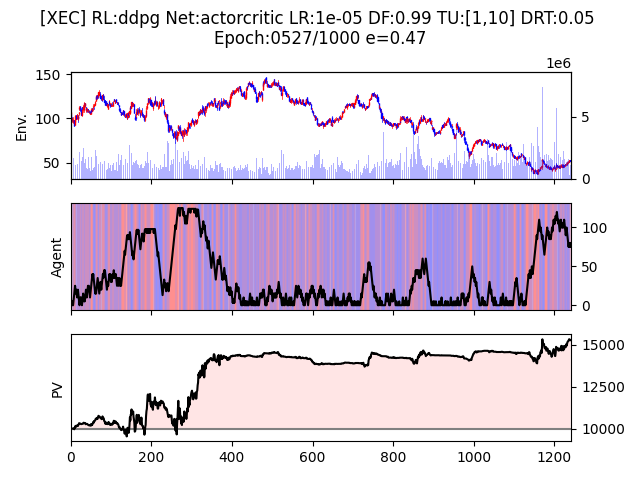 [XEC] RL:ddpg Net:actorcritic LR:1e-05 DF:0.99 TU:[1,10] DRT:0.05
Epoch:0527/1000 e=0.47
1e6
150
100
50
Env.
5
0
Agent
100
50
0
PV
15000
12500
10000
0 200 400 600 800 1000 1200